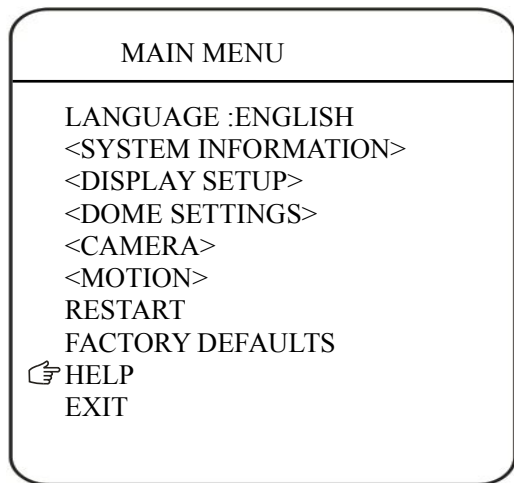 MAIN MENU
LANGUAGE :ENGLISH
<SYSTEM INFORMATION>
<DISPLAY SETUP>
<DOME SETTINGS>
<CAMERA>
<MOTION>
RESTART
FACTORY DEFAULTS
HELP
EXIT